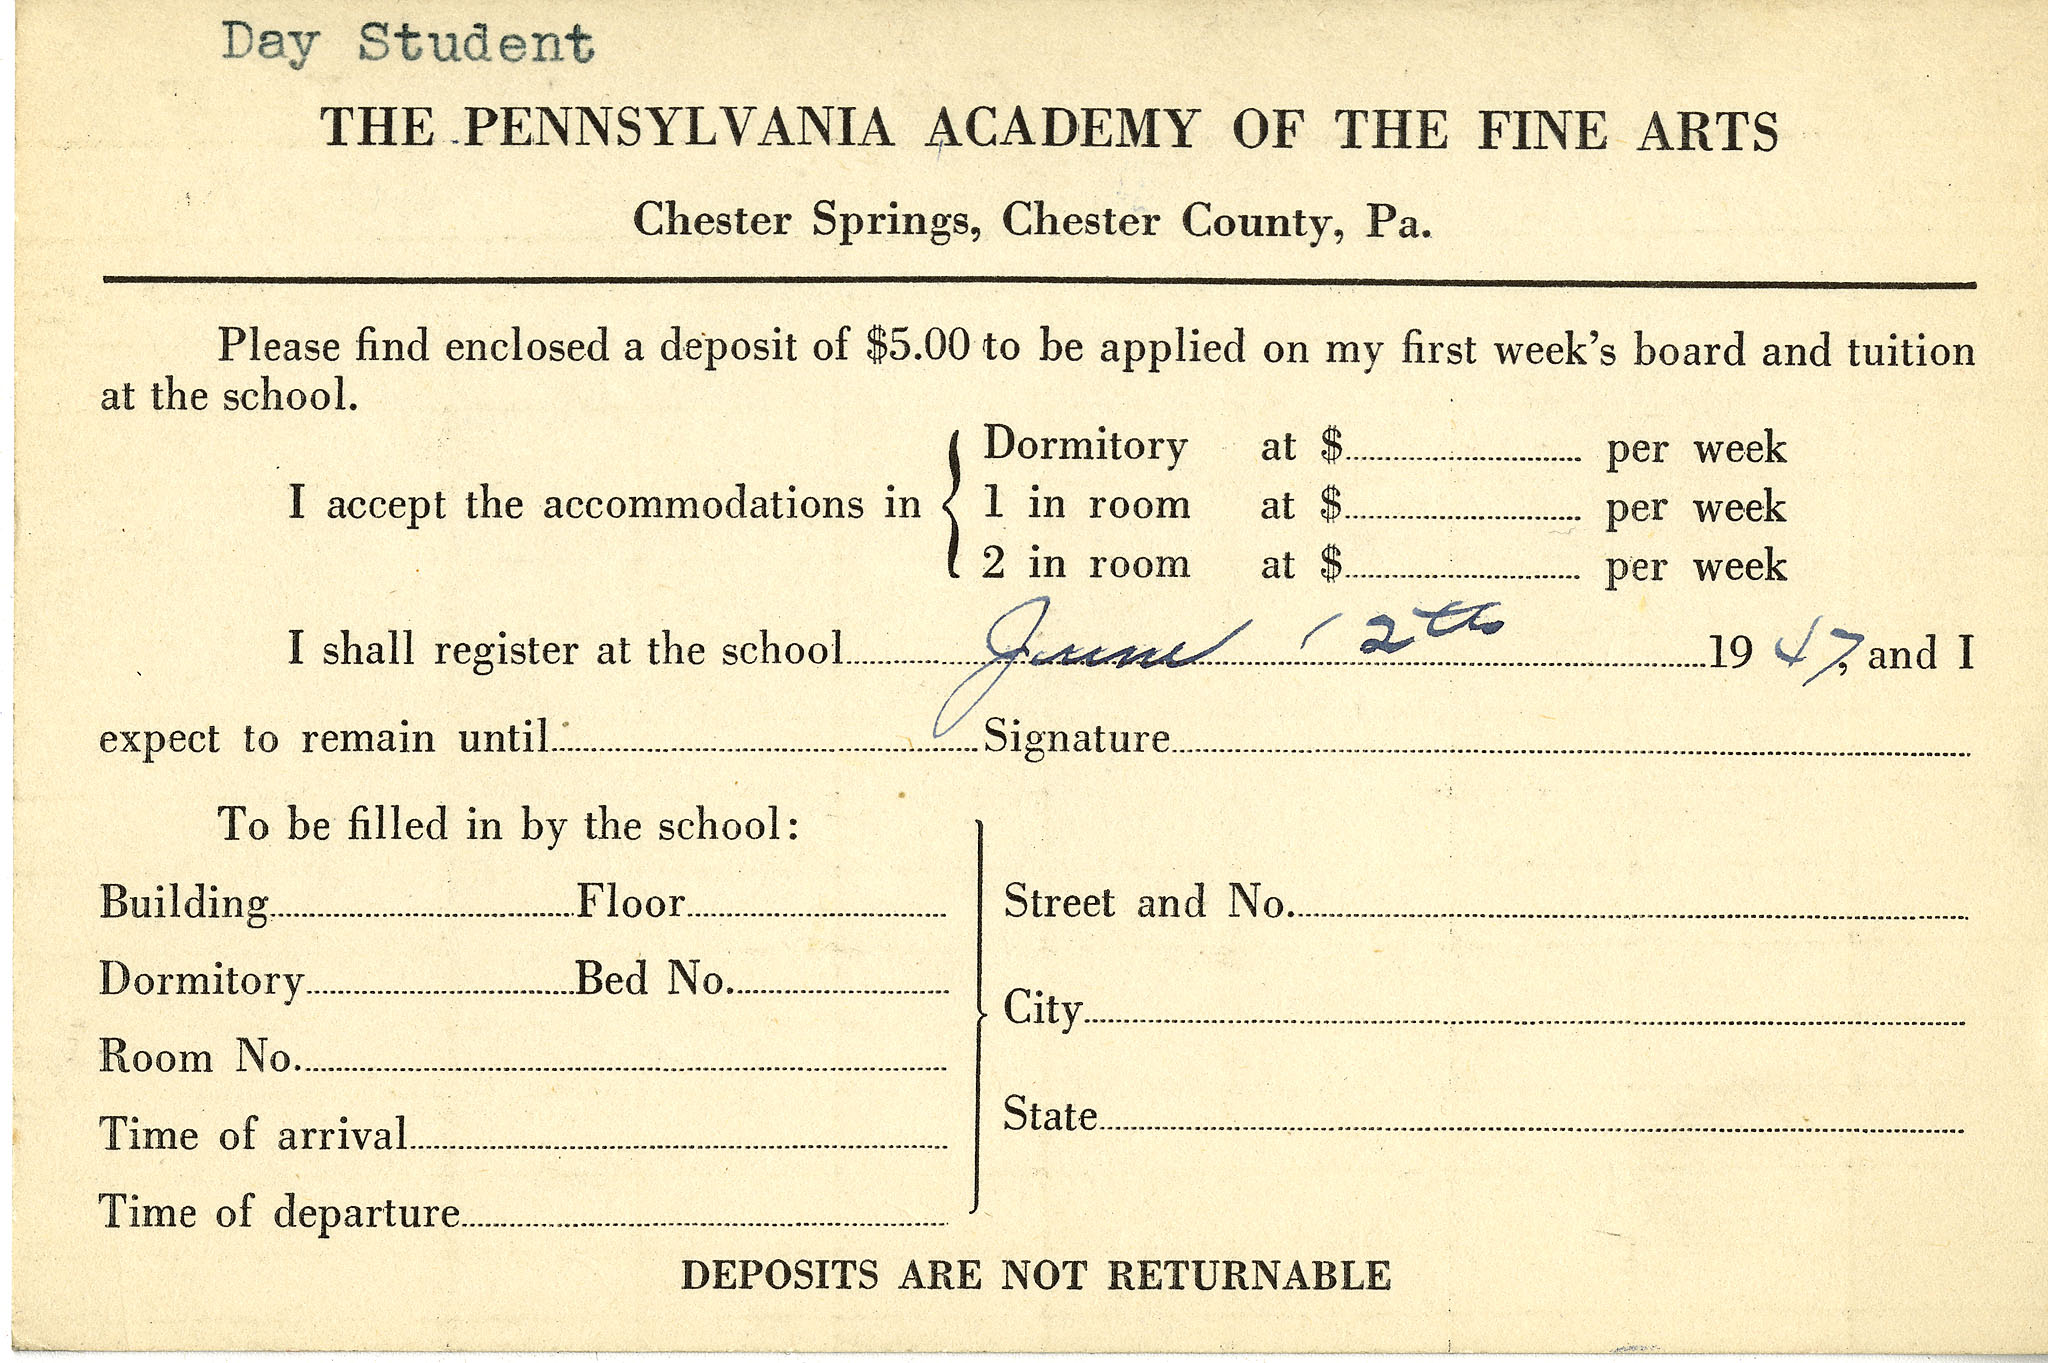 Day Student
THE PENNSYLVANIA ACADEMY OF THE FINE ARTS
Chester Springs, Chester County, Pa.
Please find enclosed a deposit of $5.00 to be applied on my first week's board and tuition
at the school.
I accept the accommodations in
Dormitory at $ per week
1 in room at $ per week
2 in room at $ per week
I shall register at the school June 12th 1947, and I
expect to remain until Signature
To be filled in by the school:
Building Floor
Dormitory Bed No.
Room No.
Time of arrival
Time of departure
Street and No.
City
State
DEPOSITS ARE NOT RETURNABLE